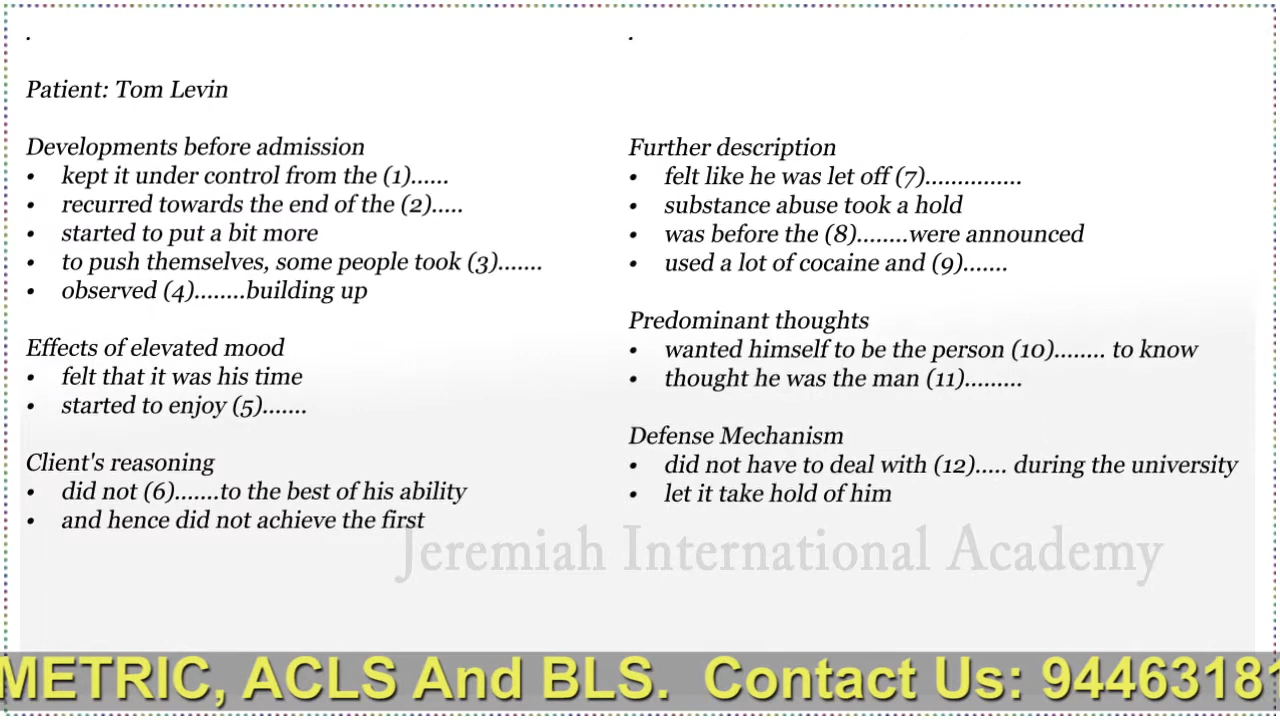 .
Patient: Tom Levin
Developments before admission
• kept it under control from the (1)......
• recurred towards the end of the (2).....
• started to put a bit more
• to push themselves, some people took (3).......
• observed (4)........building up
Effects of elevated mood
• felt that it was his time
• started to enjoy (5).......
Client's reasoning
• did not (6).......to the best of his ability
• and hence did not achieve the first
.
Further description
• felt like he was let off (7)...............
• substance abuse took a hold
• was before the (8)........were announced
• used a lot of cocaine and (9).......
Predominant thoughts
• wanted himself to be the person (10)........ to know
• thought he was the man (11).........
Defense Mechanism
• did not have to deal with (12)..... during the university
• let it take hold of him
Jeremiah International Academy
METRIC, ACLS And BLS. Contact Us: 94463181